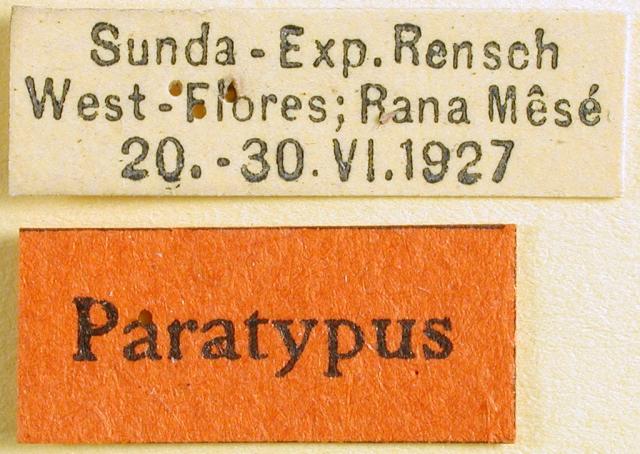 Sunda-Exp. Rensch
West-Flores; Rana Mêsé
20.-30. VI. 1927
Paratypus